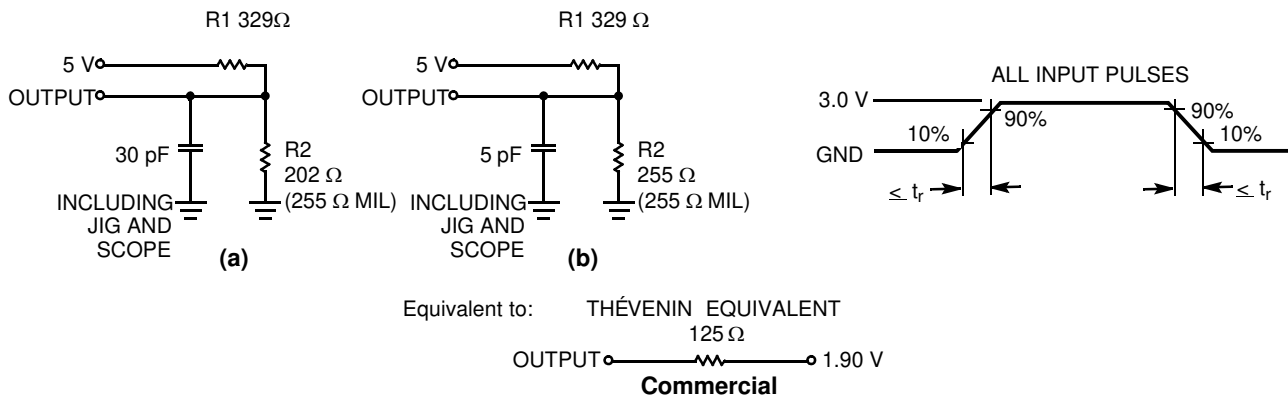 R1 329Ω
5 V
OUTPUT
30 pF
R2
202 Ω
(255 Ω MIL)
INCLUDING
JIG AND
SCOPE
(a)
R1 329 Ω
5 V
OUTPUT
5 pF
R2
255 Ω
(255 Ω MIL)
INCLUDING
JIG AND
SCOPE
(b)
ALL INPUT PULSES
3.0 V
90%
90%
10%
10%
GND
≤ tr
≤ tr
Equivalent to: THÉVENIN EQUIVALENT
125 Ω
OUTPUT
1.90 V
Commercial